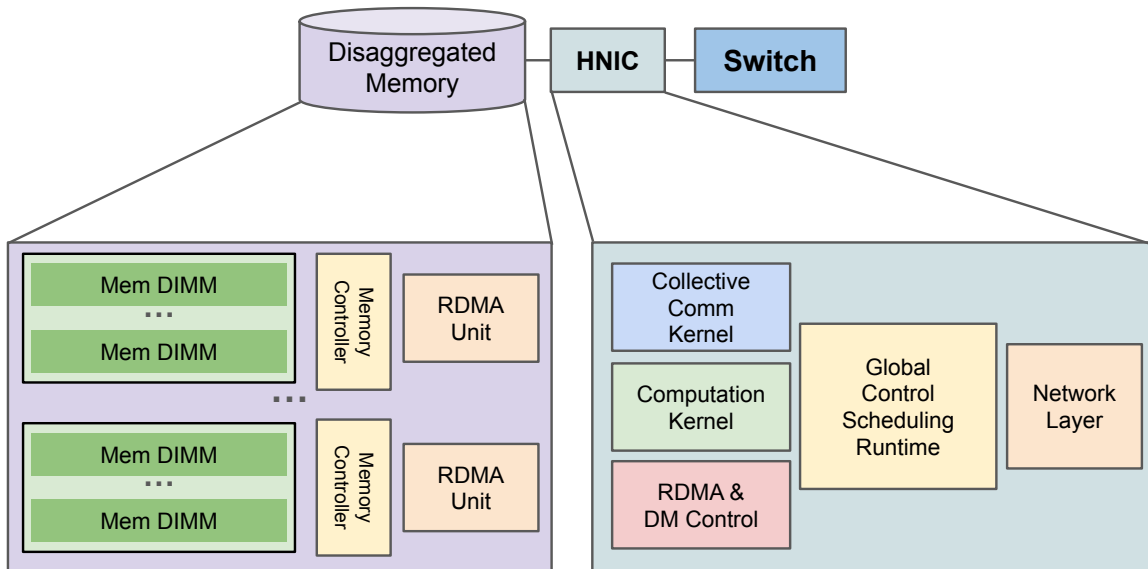 Disaggregated
Memory
HNIC
Switch
Mem DIMM
...
Mem DIMM
Memory
Controller
RDMA
Unit
...
Mem DIMM
...
Mem DIMM
Memory
Controller
RDMA
Unit
Collective
Comm
Kernel
Computation
Kernel
RDMA &
DM Control
Global
Control
Scheduling
Runtime
Network
Layer